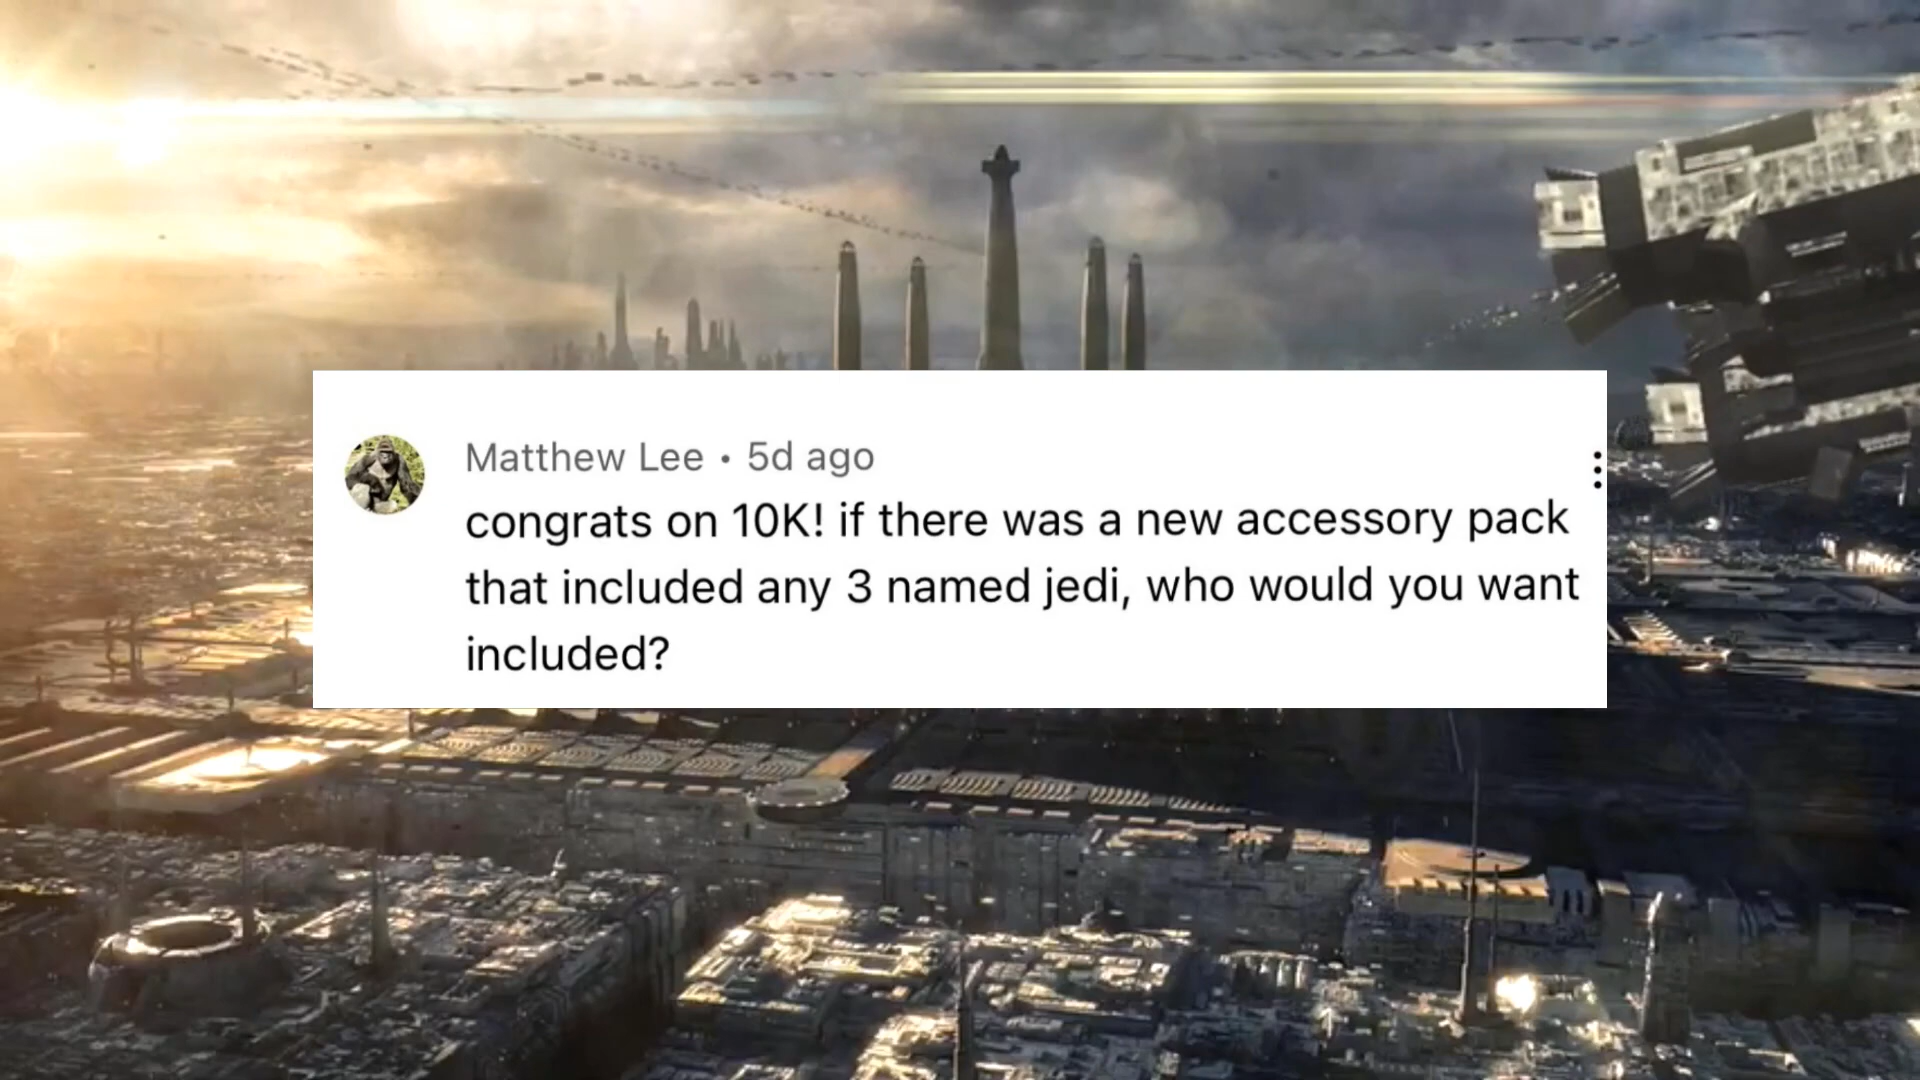 Matthew Lee • 5d ago
congrats on 10K! if there was a new accessory pack
that included any 3 named jedi, who would you want
included?